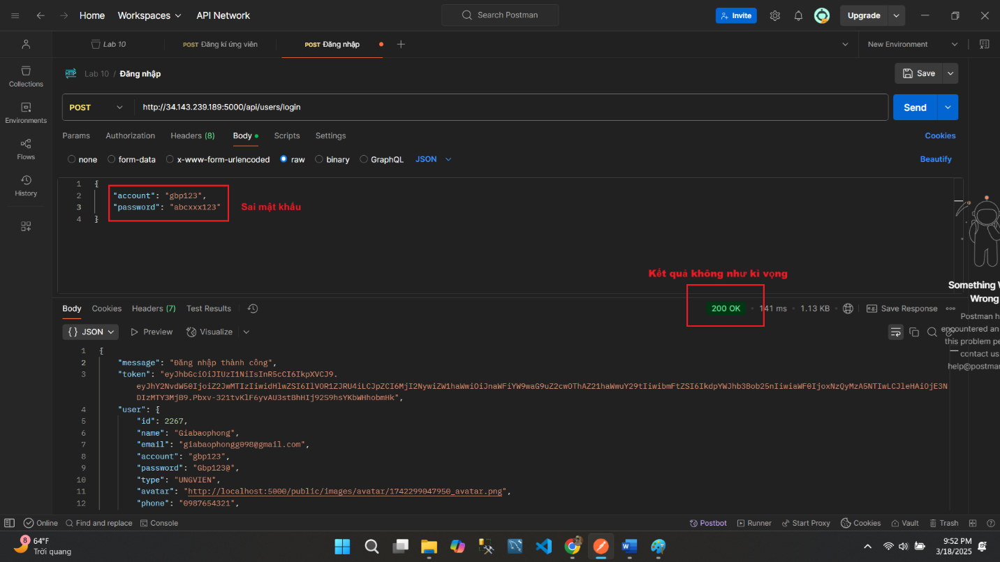 Home
Workspaces
API Network
Search Postman
Invite
Upgrade
Lab 10
POST Đăng kí ứng viên
POST Đăng nhập
New Environment
Collections
Environments
Flows
History
HTTP
Lab 10 / Đăng nhập
Save
POST
http://34.143.239.189:5000/api/users/login
Send
Params
Authorization
Headers (8)
Body
Scripts
Settings
Cookies
none
form-data
x-www-form-urlencoded
raw
binary
GraphQL
JSON
Beautify
1 {
2 "account": "gbp123",
3 "password": "abcxxx123"
4 }
Sai mật khẩu
Kết quả không như kì vọng
Something W
Wrong
Postman h
encountered an
this problem pe
contact us
help@postmar
Body
Cookies
Headers (7)
Test Results
200 OK
141 ms
1.13 KB
e.g.
Save Response
{} JSON
Preview
Visualize
1 {
2 "message": "Đăng nhập thành công",
3 "token": "eyJhbGciOiJIUzI1NiIsInR5cCI6IkpXVCJ9.
eyJhY2NvdW50IjoiZ2JwMTIzIiwidHlwZSI6IlVOR1ZJRU4iLCJpZCI6MjI2NywiZW1haWwiOiJnaWFiYW9waG9uZ2cwOThAZ21haWwuY29tIiwibmFtZSI6IkdpYWJhb3Bob25nIiwiaWF0IjoxNzQyMzA5NTIwLCJleHAiOjE3N
DIzMTY3MjB9.Pbxv-321tvKlF6yvAU3stBhHIj92S9hsYKbWHhobmHk",
4 "user": {
5 "id": 2267,
6 "name": "Giabaophong",
7 "email": "giabaophongg098@gmail.com",
8 "account": "gbp123",
9 "password": "Gbp123@",
10 "type": "UNGVIEN",
11 "avatar": "http://localhost:5000/public/images/avatar/1742299047950_avatar.png",
12 "phone": "0987654321",
Online
Find and replace
Console
Postbot
Runner
Start Proxy
Cookies
Vault
Trash
8
64°F
Trời quang
9:52 PM
3/18/2025